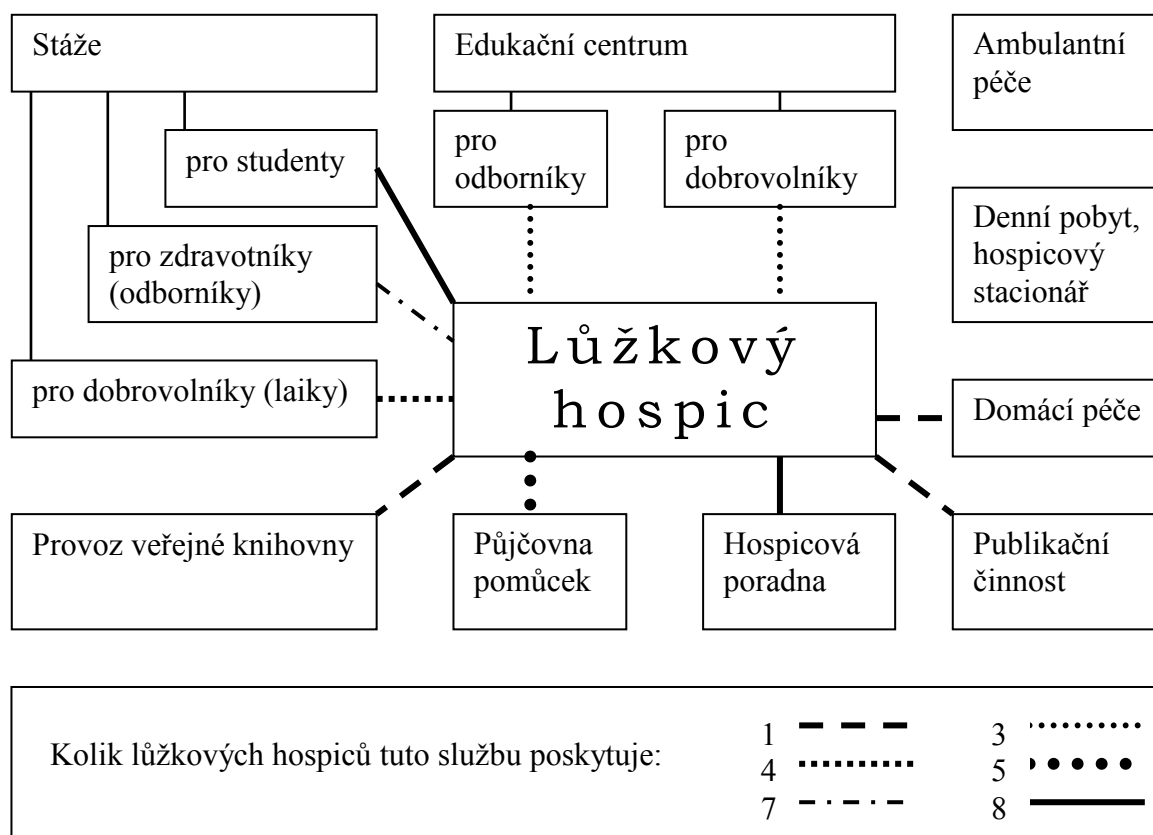 Stáže
Edukační centrum
Ambulantní
péče
pro studenty
pro
odborníky
pro
dobrovolníky
Denní pobyt,
hospicový
stacionář
pro zdravotníky
(odborníky)
Lůžkový
hospic
pro dobrovolníky (laiky)
Domácí péče
Provoz veřejné knihovny
Půjčovna
pomůcek
Hospicová
poradna
Publikační
činnost
Kolik lůžkových hospiců tuto službu poskytuje:
1
3
4
5
7
8